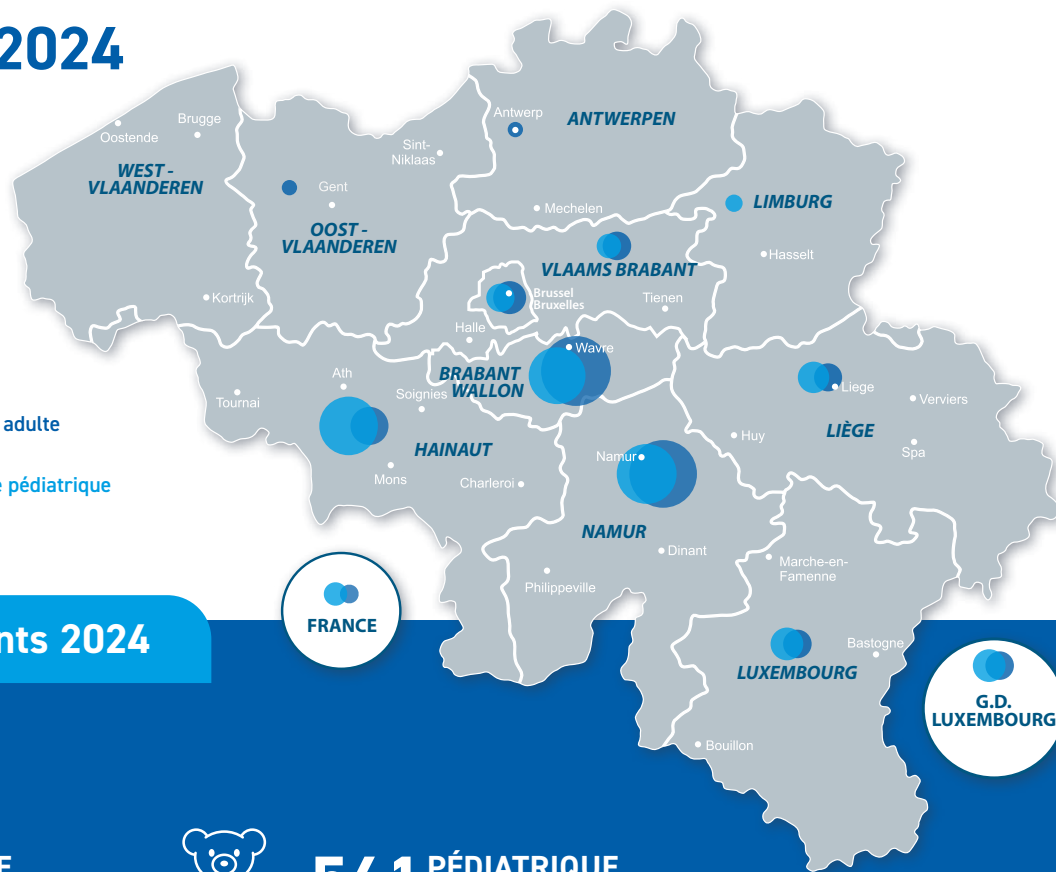 2024
Antwerp
ANTWERPEN
Brugge
Oostende
Sint-
Niklaas
WEST -
VLAANDEREN
Gent
LIMBURG
Mechelen
OOST -
VLAANDEREN
Hasselt
VLAAMS BRABANT
Brussel
Bruxelles
Tienen
Kortrijk
Halle
Wavre
Ath
BRABANT
WALLON
Soignies
Liege
Tournai
Verviers
adulte
LIÈGE
Huy
HAINAUT
Spa
Namur
Mons
Charleroi
pédiatrique
NAMUR
Dinant
Marche-en-
Famenne
Philippeville
FRANCE
nts 2024
Bastogne
LUXEMBOURG
G.D.
LUXEMBOURG
Bouillon
541 PÉDIATRIQUE